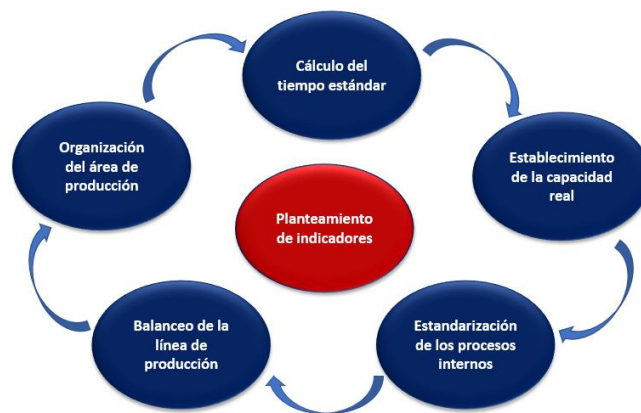 Cálculo del
tiempo estándar
Establecimiento
de la capacidad
real
Estandarización
de los procesos
internos
Balanceo de la
línea de
producción
Organización
del área de
producción
Planteamiento
de indicadores